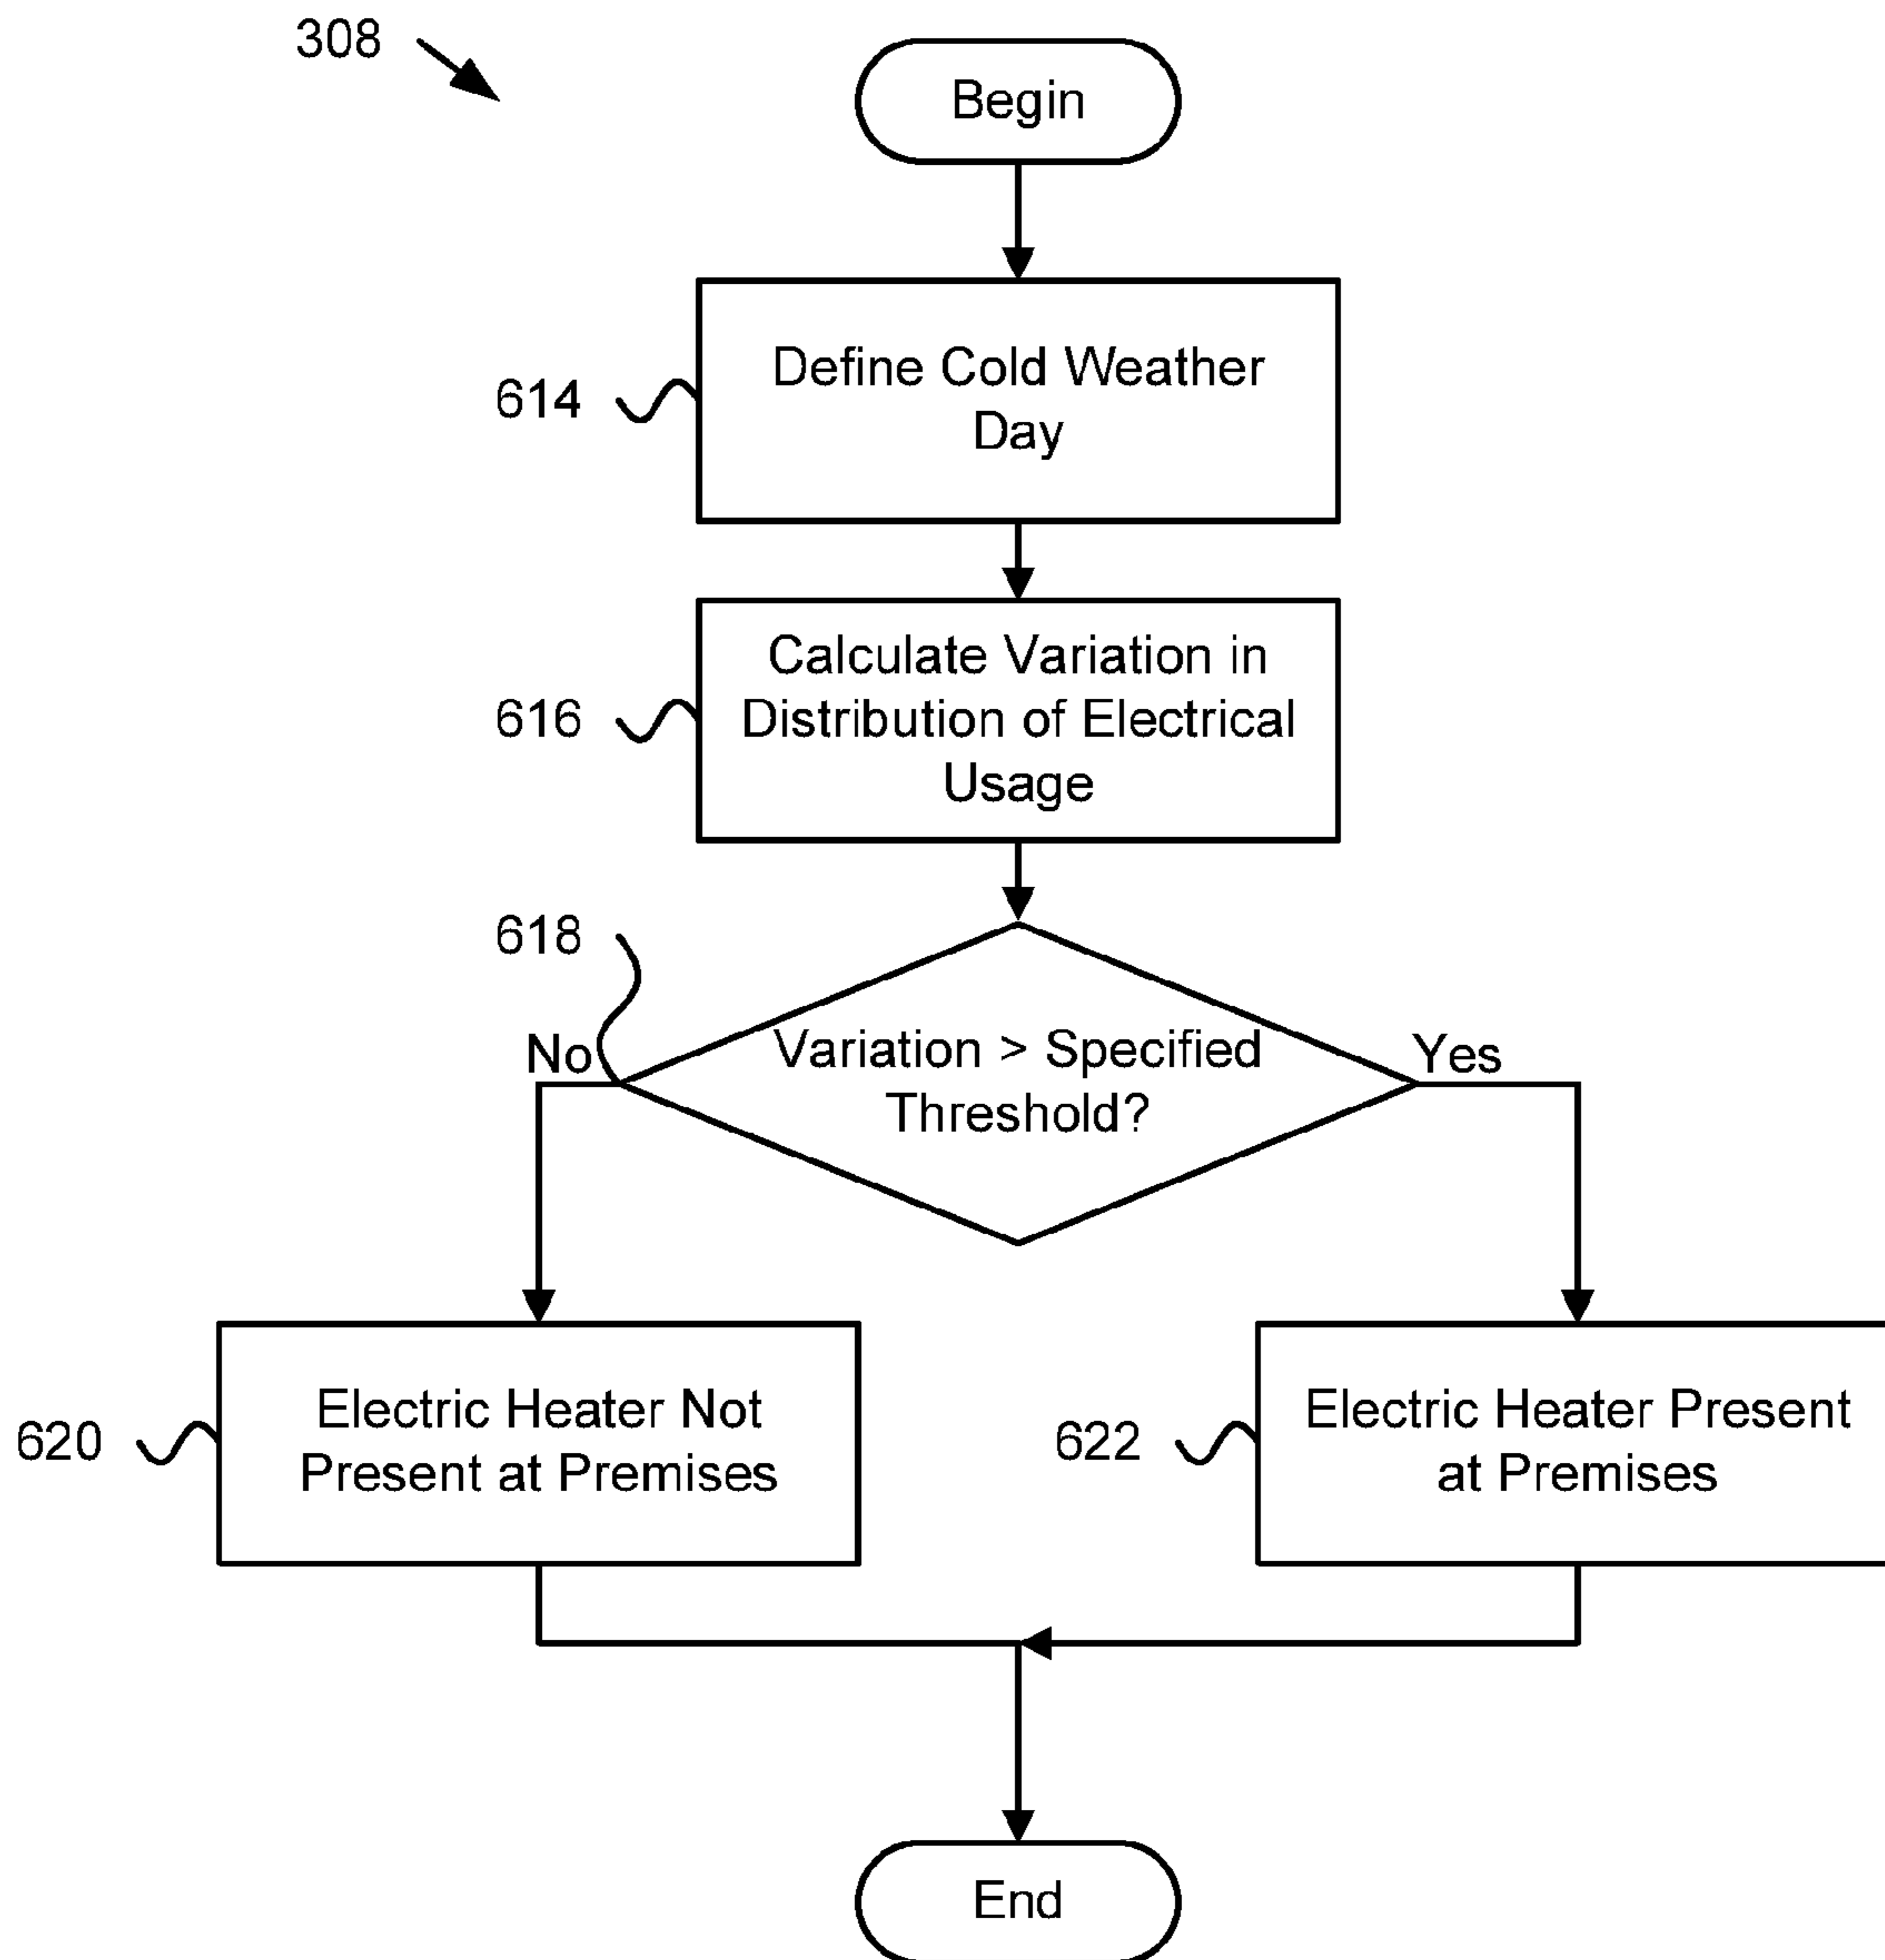 308
Begin
614
Define Cold Weather
Day
616
Calculate Variation in
Distribution of Electrical
Usage
618
No
Variation > Specified
Threshold?
Yes
620
Electric Heater Not
Present at Premises
622
Electric Heater Present
at Premises
End